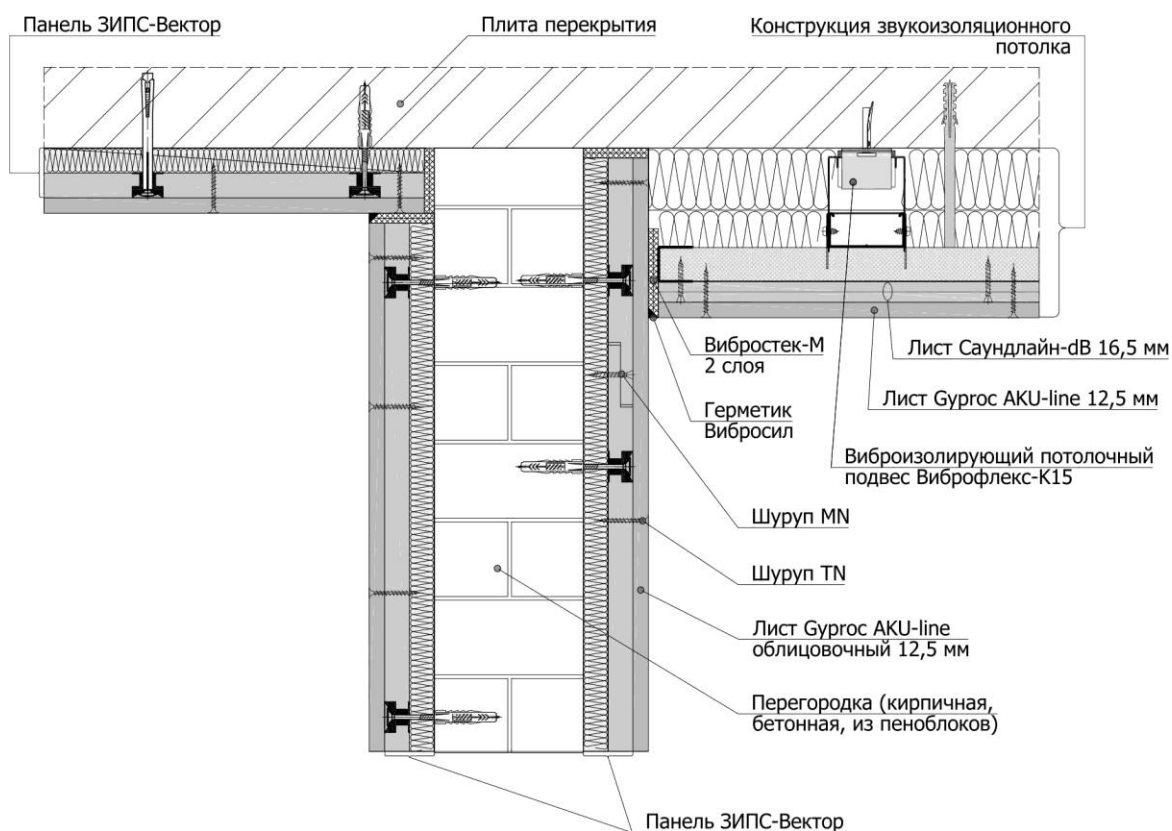 Панель ЗИПС-Вектор
Плита перекрытия
Конструкция звукоизоляционного
потолка
Вибростек-М
2 слоя
Лист Саундлайн-dB 16,5 мм
Лист Gyproc AKU-line 12,5 мм
Герметик
Вибросил
Виброизолирующий потолочный
подвес Виброфлекс-К15
Шуруп MN
Шуруп TN
Лист Gyproc AKU-line
облицовочный 12,5 мм
Перегородка (кирпичная,
бетонная, из пеноблоков)
Панель ЗИПС-Вектор